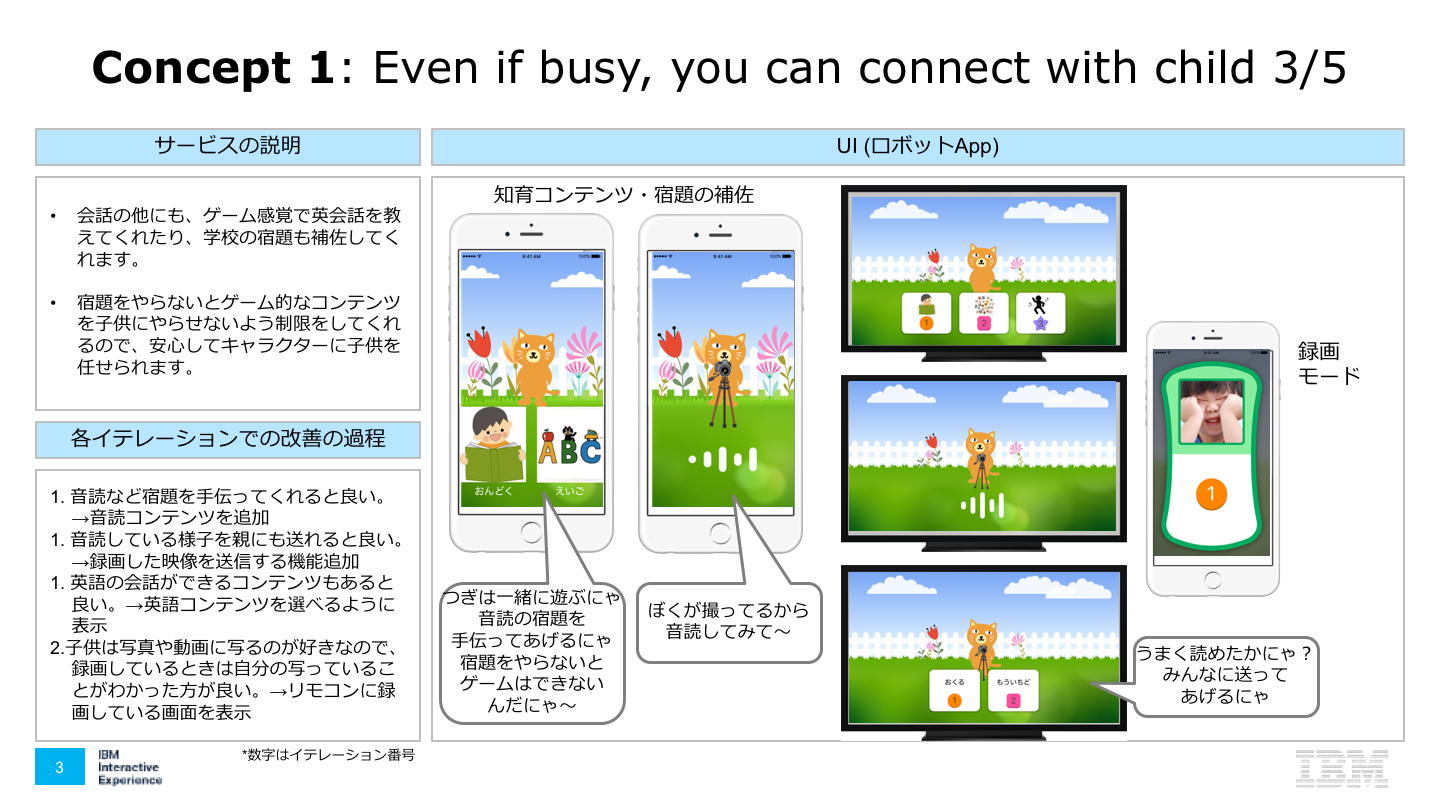 Concept 1: Even if busy, you can connect with child 3/5
サービスの説明
• 会話の他にも、ゲーム感覚で英会話を教
えてくれたり、学校の宿題も補佐してく
れます。
• 宿題をやらないとゲーム的なコンテンツ
を子供にやらせないよう制限をしてくれ
るので、安心してキャラクターに子供を
任せられます。
各イテレーションでの改善の過程
1. 音読など宿題を手伝ってくれると良い。
→音読コンテンツを追加
1. 音読している様子を親にも送れると良い。
→録画した映像を送信する機能追加
1. 英語の会話ができるコンテンツもあると
良い。→英語コンテンツを選べるように
表示
2.子供は写真や動画に写るのが好きなので、
録画しているときは自分の写っているこ
とがわかった方が良い。→リモコンに録
画している画面を表示
UI (ロボットApp)
知育コンテンツ・宿題の補佐
9:41 AM 100%
ABC
おんどく えいご
つぎは一緒に遊ぶにゃ
音読の宿題を
手伝ってあげるにゃ
宿題をやらないと
ゲームはできない
んだにゃ～
9:41 AM 100%
ぼくが撮ってるから
音読してみて～
1 2 3
おくる もういちど
1 2
うまく読めたかにゃ？
みんなに送って
あげるにゃ
9:41 AM
1
録画
モード
3
IBM
Interactive
Experience
*数字はイテレーション番号
IBM